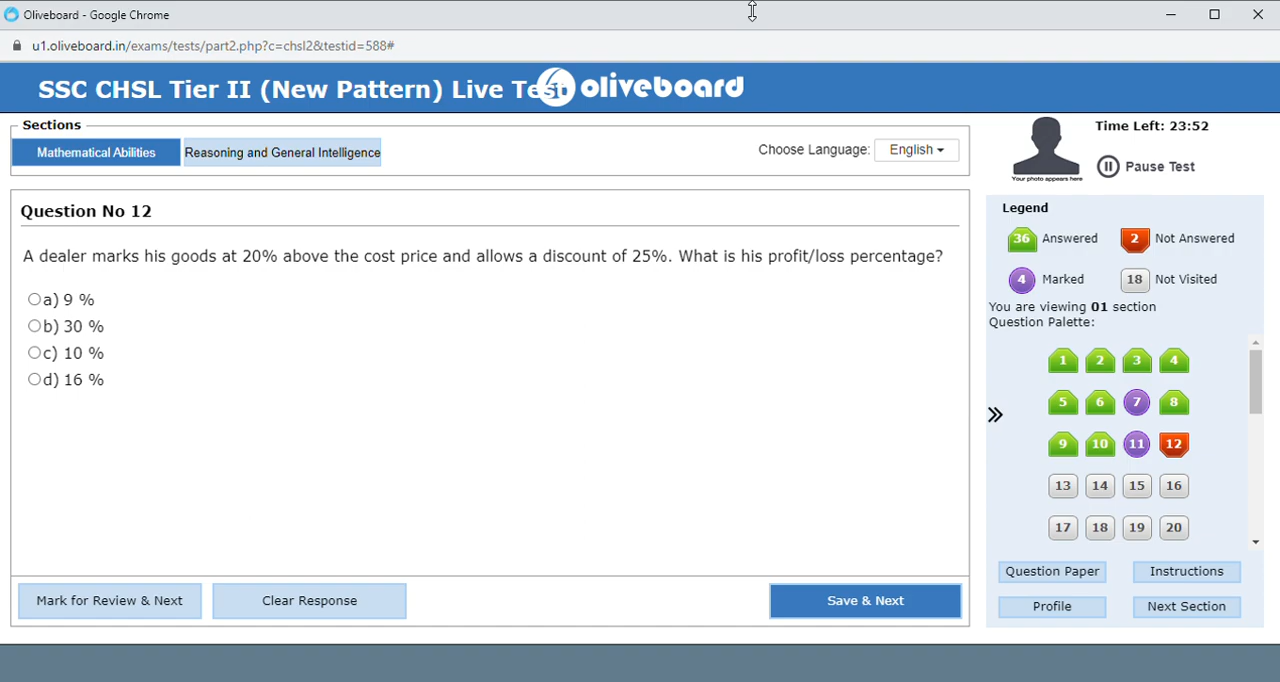 Oliveboard - Google Chrome
u1.oliveboard.in/exams/tests/part2.php?c=chsl2&testid=588#
SSC CHSL Tier II (New Pattern) Live Test
oliveboard
Sections
Mathematical Abilities
Reasoning and General Intelligence
Choose Language:
English
Your photo appears here
Time Left: 23:52
Pause Test
Question No 12
A dealer marks his goods at 20% above the cost price and allows a discount of 25%. What is his profit/loss percentage?
a) 9 %
b) 30 %
c) 10 %
d) 16 %
Mark for Review & Next
Clear Response
Save & Next
Legend
36 Answered
2 Not Answered
4 Marked
18 Not Visited
You are viewing 01 section
Question Palette:
1 2 3 4
5 6 7 8
9 10 11 12
13 14 15 16
17 18 19 20
Question Paper
Instructions
Profile
Next Section